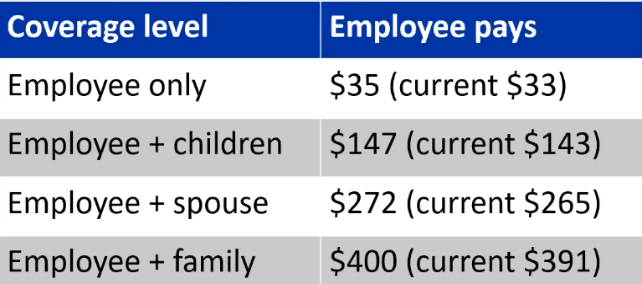 Coverage level Employee pays
Employee only $35 (current $33)
Employee + children $147 (current $143)
Employee + spouse $272 (current $265)
Employee + family $400 (current $391)